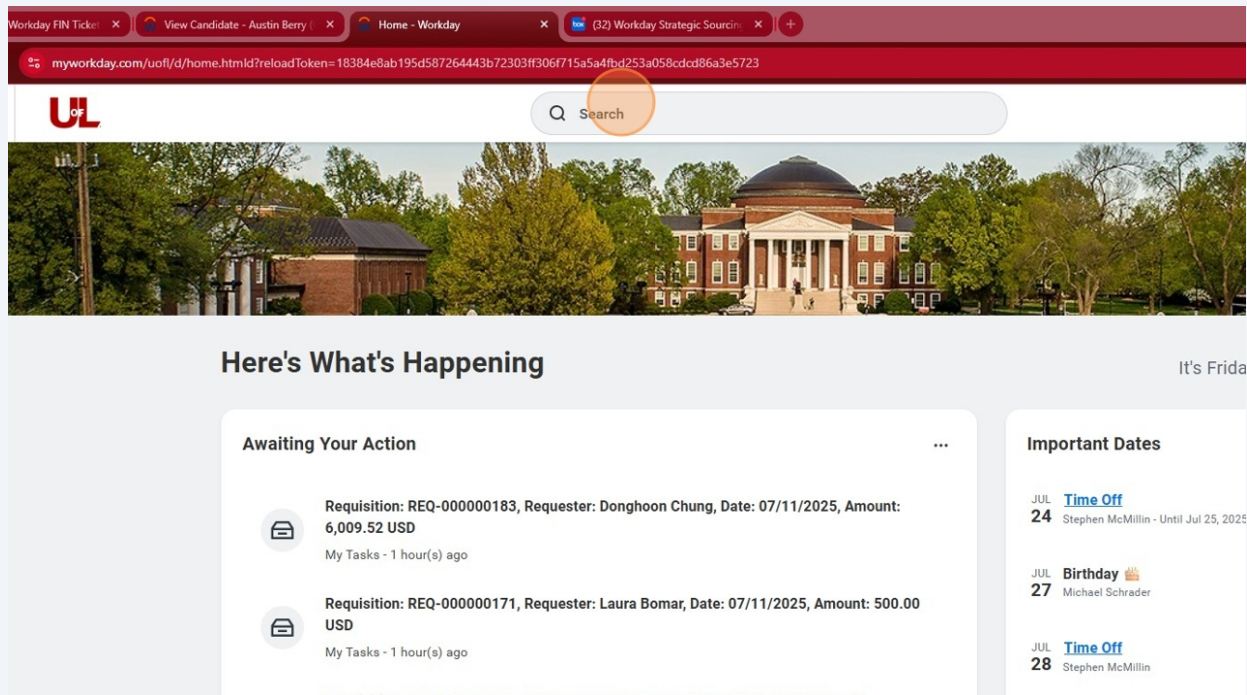 Workday FIN Ticket
View Candidate - Austin Berry (
Home - Workday
box
(32) Workday Strategic Sourcin
myworkday.com/uofl/d/home.htmld?reloadToken=18384e8ab195d587264443b72303ff306f715a5a4fbd253a058cdcd86a3e5723
U OF L
Search
Here's What's Happening
It's Frida
Awaiting Your Action
Requisition: REQ-000000183, Requester: Donghoon Chung, Date: 07/11/2025, Amount:
6,009.52 USD
My Tasks - 1 hour(s) ago
Requisition: REQ-000000171, Requester: Laura Bomar, Date: 07/11/2025, Amount: 500.00
USD
My Tasks - 1 hour(s) ago
Important Dates
JUL
24
Time Off
Stephen McMillin - Until Jul 25, 2025
JUL
27
Birthday 🎂
Michael Schrader
JUL
28
Time Off
Stephen McMillin